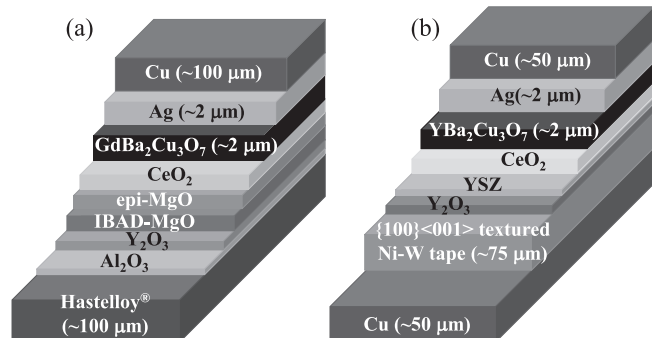 (a)
Cu (~100 µm)
Ag (~2 µm)
GdBa₂Cu₃O₇ (~2 µm)
CeO₂
epi-MgO
IBAD-MgO
Y₂O₃
Al₂O₃
Hastelloy®
(~100 µm)
(b)
Cu (~50 µm)
Ag(~2 µm)
YBa₂Cu₃O₇ (~2 µm)
CeO₂
YSZ
Y₂O₃
{100}<001> textured
Ni-W tape (~75 µm)
Cu (~50 µm)